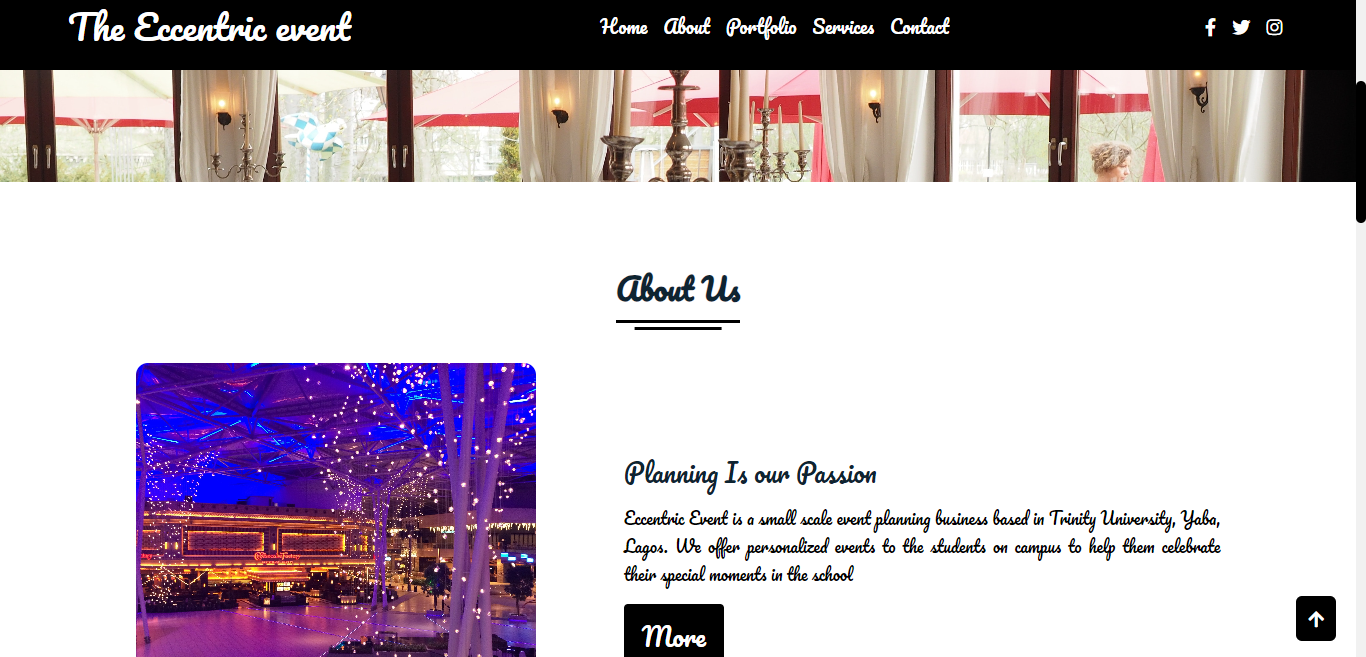 The Eccentric event
Home About Portfolio Services Contact
About Us
Planning Is our Passion
Eccentric Event is a small scale event planning business based in Trinity University, Yaba,
Lagos. We offer personalized events to the students on campus to help them celebrate
their special moments in the school
More